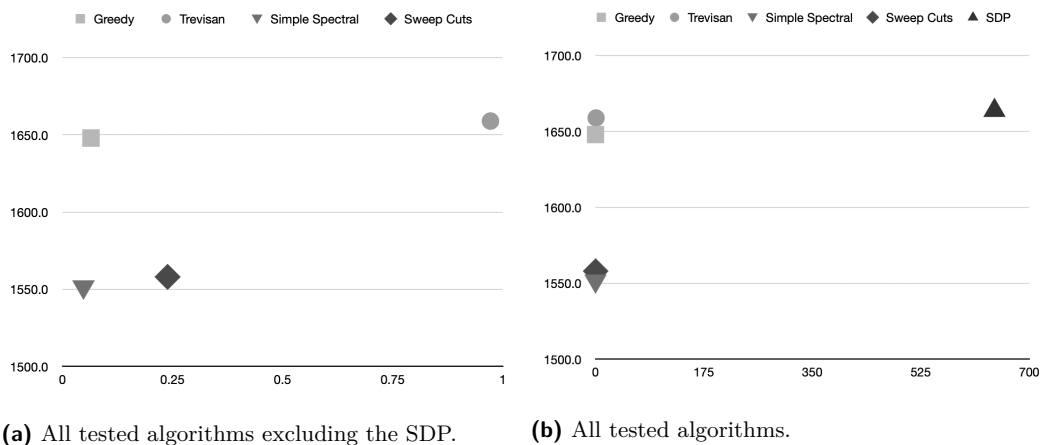 Greedy Trevisan Simple Spectral Sweep Cuts
1700.0
1650.0
1600.0
1550.0
1500.0
0 0.25 0.5 0.75 1
(a) All tested algorithms excluding the SDP.
Greedy Trevisan Simple Spectral Sweep Cuts SDP
1700.0
1650.0
1600.0
1550.0
1500.0
0 175 350 525 700
(b) All tested algorithms.